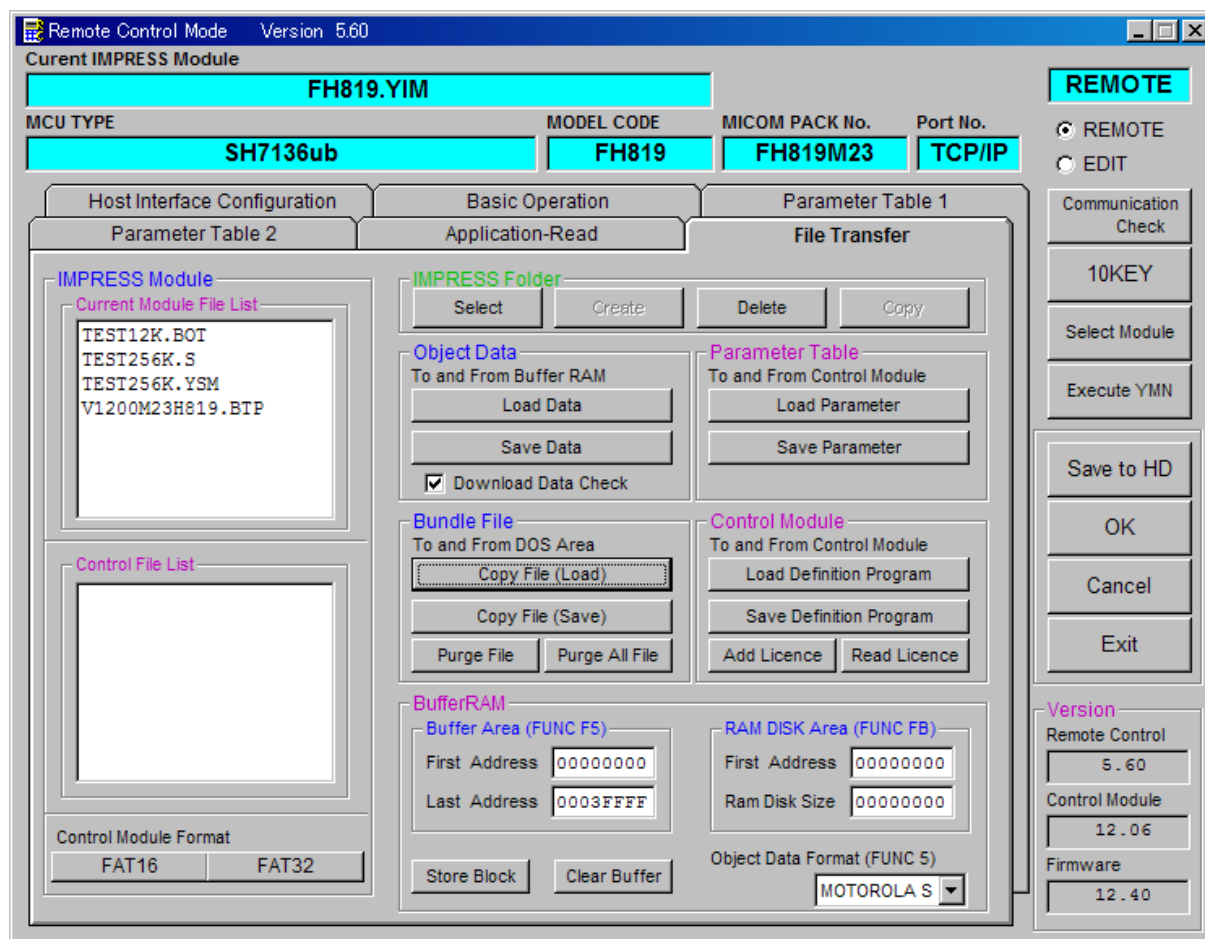 Remote Control Mode Version 5.60
Curent IMPRESS Module
FH819.YIM
REMOTE
MCU TYPE
MODEL CODE
MICOM PACK No.
Port No.
SH7136ub
FH819
FH819M23
TCP/IP
REMOTE
EDIT
Host Interface Configuration
Basic Operation
Parameter Table 1
Parameter Table 2
Application-Read
File Transfer
IMPRESS Module
Current Module File List
TEST12K.BOT
TEST256K.S
TEST256K.YSM
V1200M23H819.BTP
Control File List
Control Module Format
FAT16
FAT32
IMPRESS Folder
Select
Create
Delete
Copy
Object Data
To and From Buffer RAM
Load Data
Save Data
Download Data Check
Parameter Table
To and From Control Module
Load Parameter
Save Parameter
Bundle File
To and From DOS Area
Copy File (Load)
Copy File (Save)
Purge File
Purge All File
Control Module
To and From Control Module
Load Definition Program
Save Definition Program
Add Licence
Read Licence
BufferRAM
Buffer Area (FUNC F5)
First Address 00000000
Last Address 0003FFFF
RAM DISK Area (FUNC FB)
First Address 00000000
Ram Disk Size 00000000
Store Block
Clear Buffer
Object Data Format (FUNC 5)
MOTOROLA S
Communication
Check
10KEY
Select Module
Execute YMN
Save to HD
OK
Cancel
Exit
Version
Remote Control
5.60
Control Module
12.06
Firmware
12.40